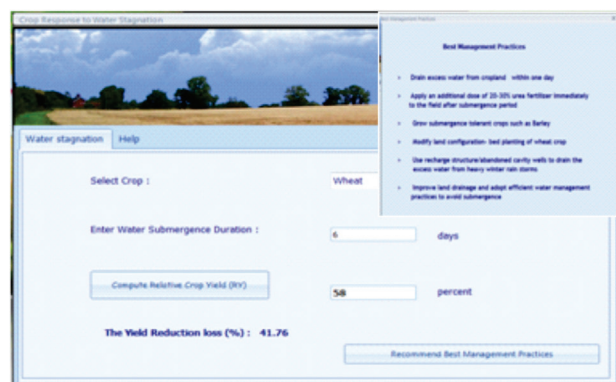 Crop Response to Water Stagnation
Water stagnation Help
Select Crop : Wheat
Enter Water Submergence Duration : 6 days
Compute Relative Crop Yield (RY) 58 percent
The Yield Reduction loss (%) : 41.76
Recommend Best Management Practices
Best Management Practices
Best Management Practices
» Drain excess water from cropland within one day
» Apply an additional dose of 20-30% urea fertilizer immediately
to the field after submergence period
» Grow submergence tolerant crops such as Barley
» Modify land configuration- bed planting of wheat crop
» Use recharge structure/abandoned cavity wells to drain the
excess water from heavy winter rain storms
» Improve land drainage and adopt efficient water management
practices to avoid submergence